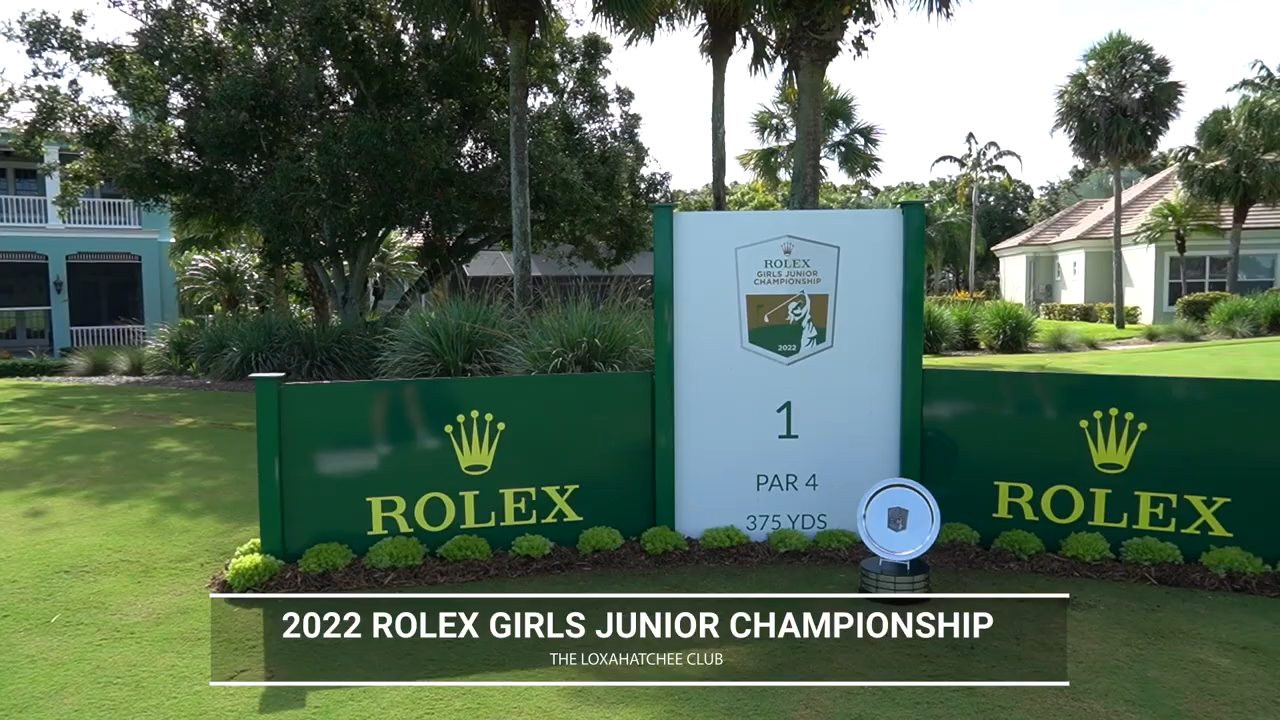 ROLEX
GIRLS JUNIOR
CHAMPIONSHIP
2022
1
PAR 4
375 YDS
ROLEX
ROLEX
2022 ROLEX GIRLS JUNIOR CHAMPIONSHIP
THE LOXAHATCHEE CLUB